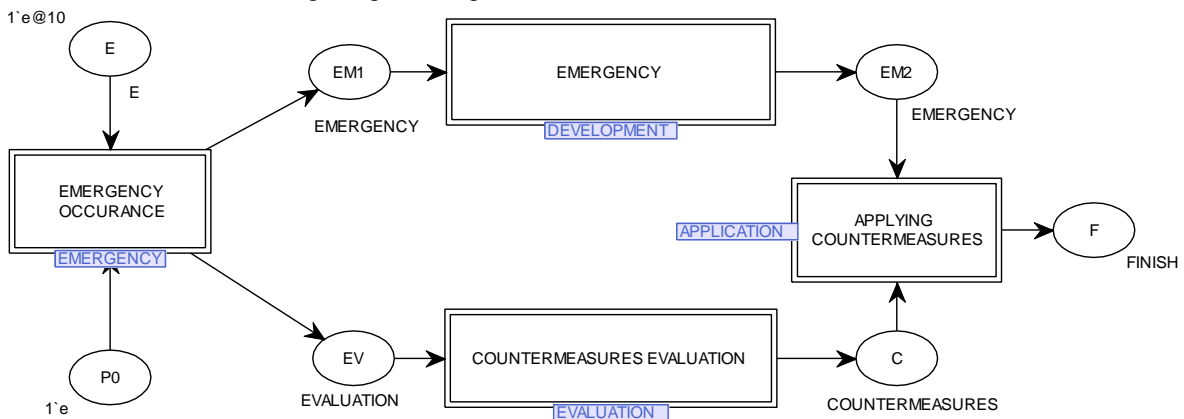 1`e@10
E
E
EM1
EMERGENCY
EMERGENCY
DEVELOPMENT
EM2
EMERGENCY
EMERGENCY
OCCURANCE
EMERGENCY
APPLICATION
APPLYING
COUNTERMEASURES
F
FINISH
P0
1`e
EV
EVALUATION
COUNTERMEASURES EVALUATION
EVALUATION
C
COUNTERMEASURES